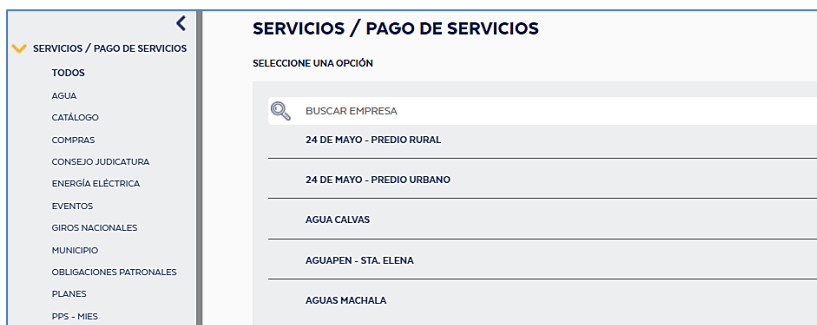 SERVICIOS / PAGO DE SERVICIOS
TODOS
AGUA
CATÁLOGO
COMPRAS
CONSEJO JUDICATURA
ENERGÍA ELÉCTRICA
EVENTOS
GIROS NACIONALES
MUNICIPIO
OBLIGACIONES PATRONALES
PLANES
PPS - MIES
SERVICIOS / PAGO DE SERVICIOS
SELECCIONE UNA OPCIÓN
BUSCAR EMPRESA
24 DE MAYO - PREDIO RURAL
24 DE MAYO - PREDIO URBANO
AGUA CALVAS
AGUAPEN - STA. ELENA
AGUAS MACHALA